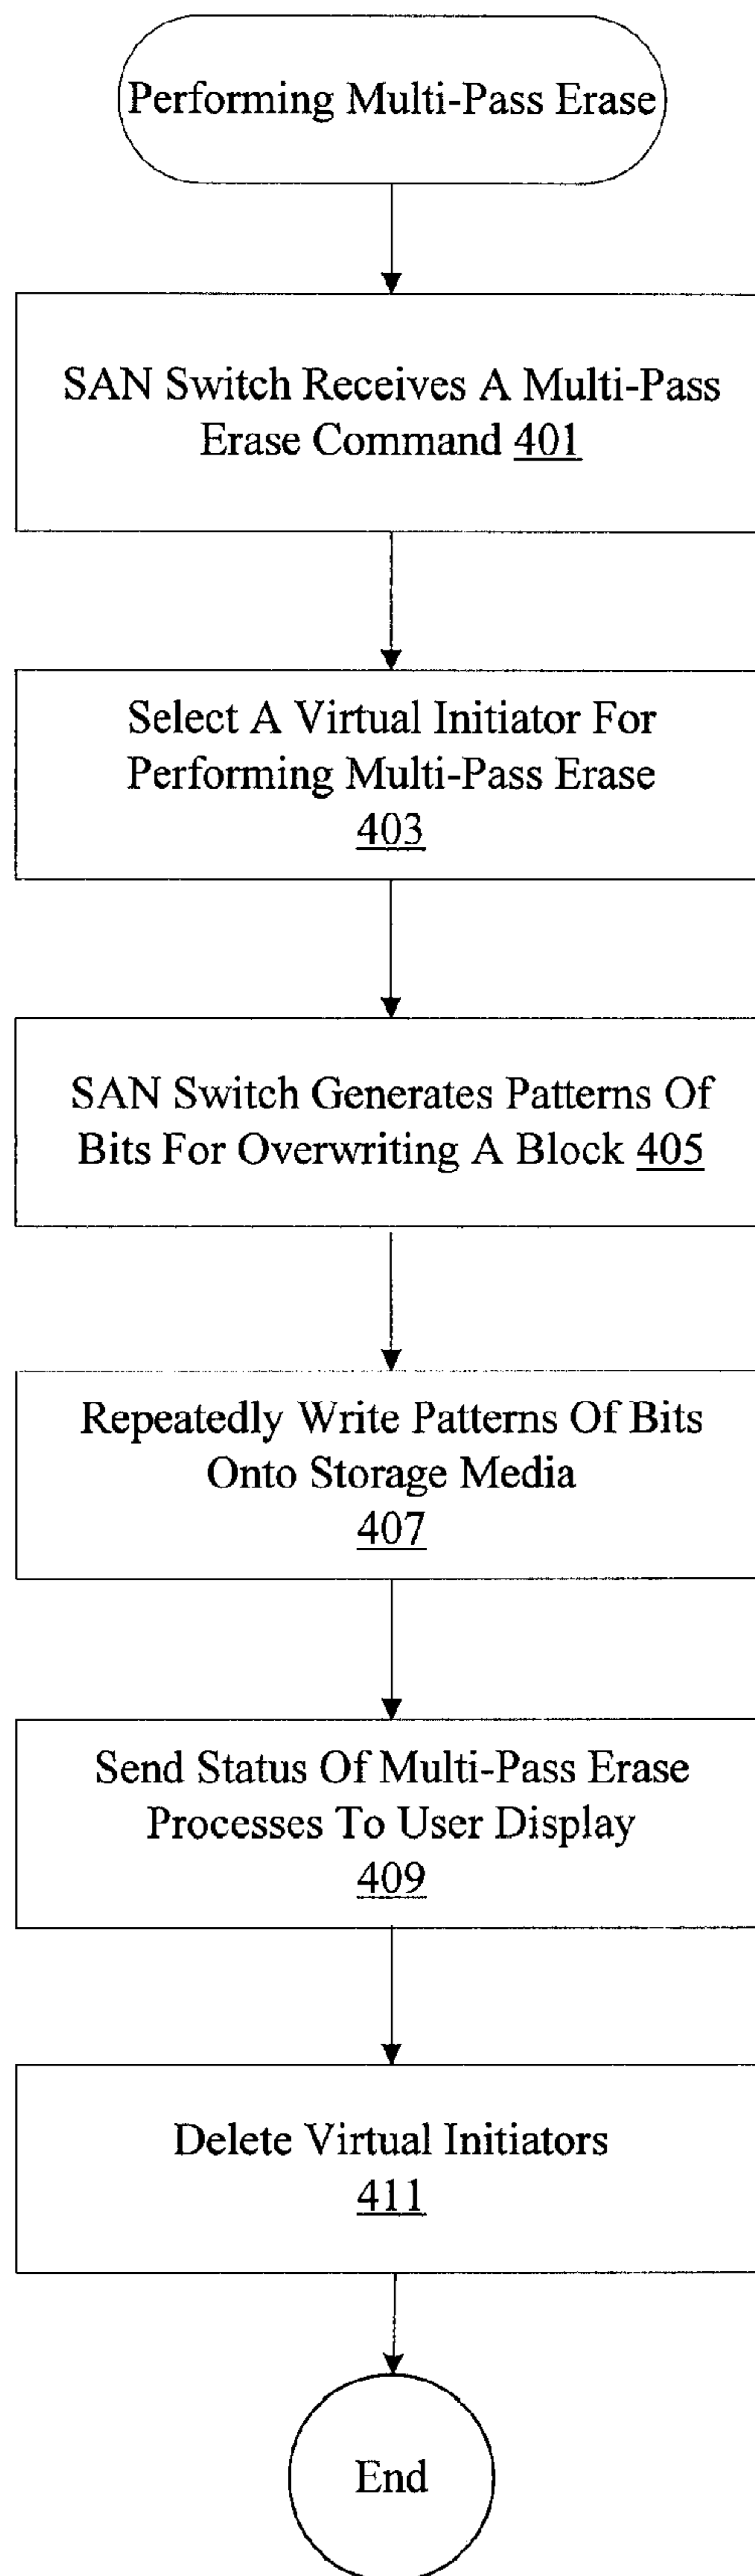 Performing Multi-Pass Erase
SAN Switch Receives A Multi-Pass
Erase Command 401
Select A Virtual Initiator For
Performing Multi-Pass Erase
403
SAN Switch Generates Patterns Of
Bits For Overwriting A Block 405
Repeatedly Write Patterns Of Bits
Onto Storage Media
407
Send Status Of Multi-Pass Erase
Processes To User Display
409
Delete Virtual Initiators
411
End